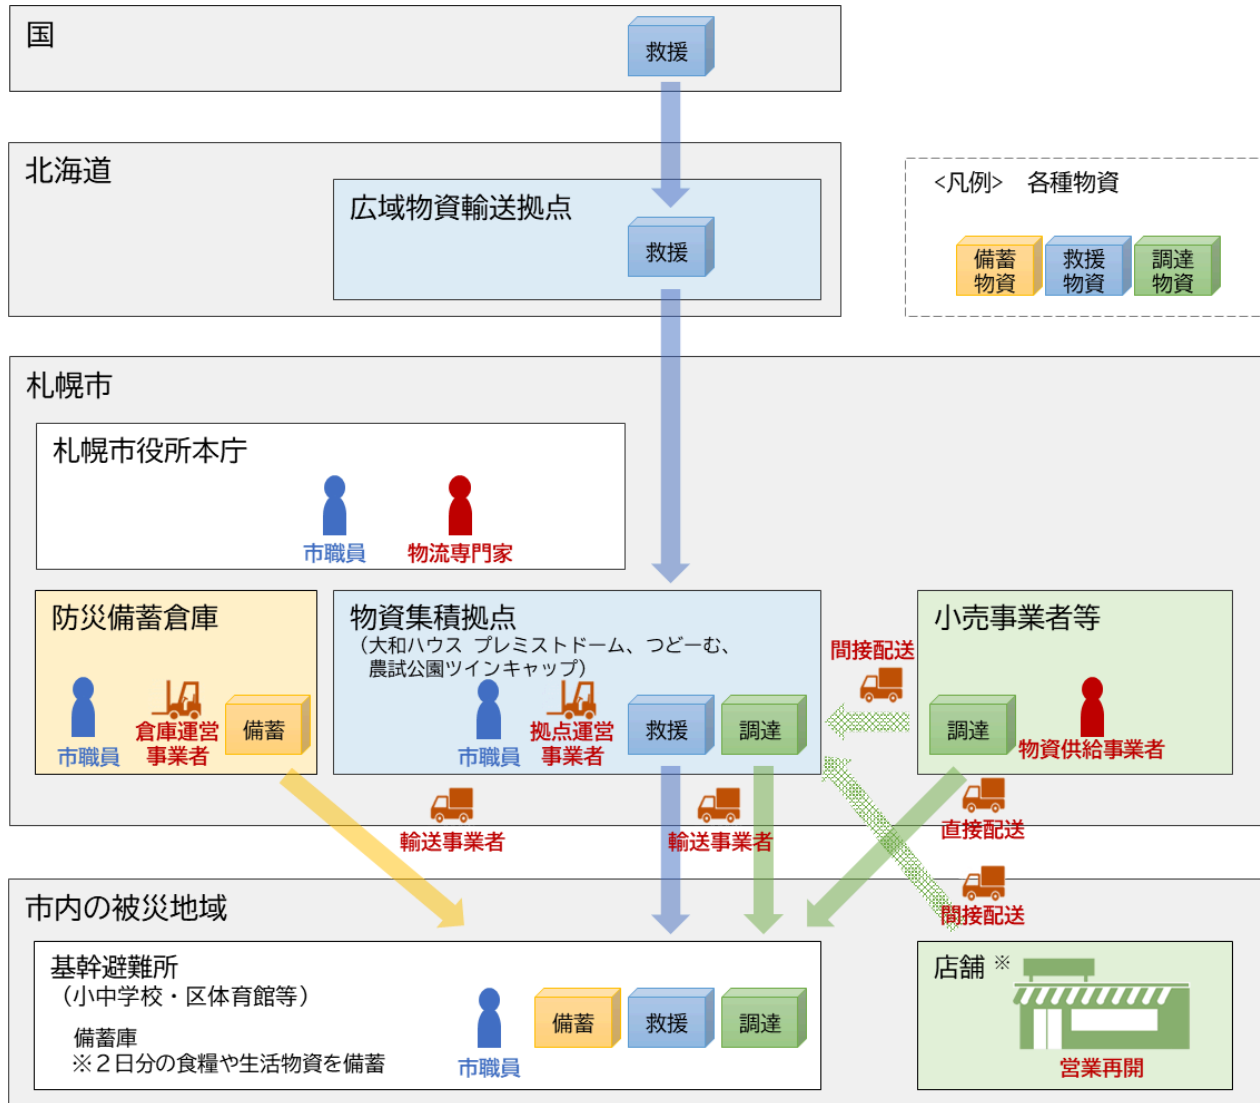 国
救援
北海道
広域物資輸送拠点
救援
<凡例> 各種物資
備蓄
物資
救援
物資
調達
物資
札幌市
札幌市役所本庁
市職員
物流専門家
防災備蓄倉庫
市職員
倉庫運営
事業者
備蓄
物資集積拠点
（大和ハウス プレミストドーム、つどーむ、
農試公園ツインキャップ）
市職員
拠点運営
事業者
救援
調達
間接配送
小売事業者等
調達
物資供給事業者
輸送事業者
輸送事業者
直接配送
間接配送
市内の被災地域
基幹避難所
（小中学校・区体育館等）
備蓄庫
※２日分の食糧や生活物資を備蓄
市職員
備蓄
救援
調達
店舗 ※
営業再開